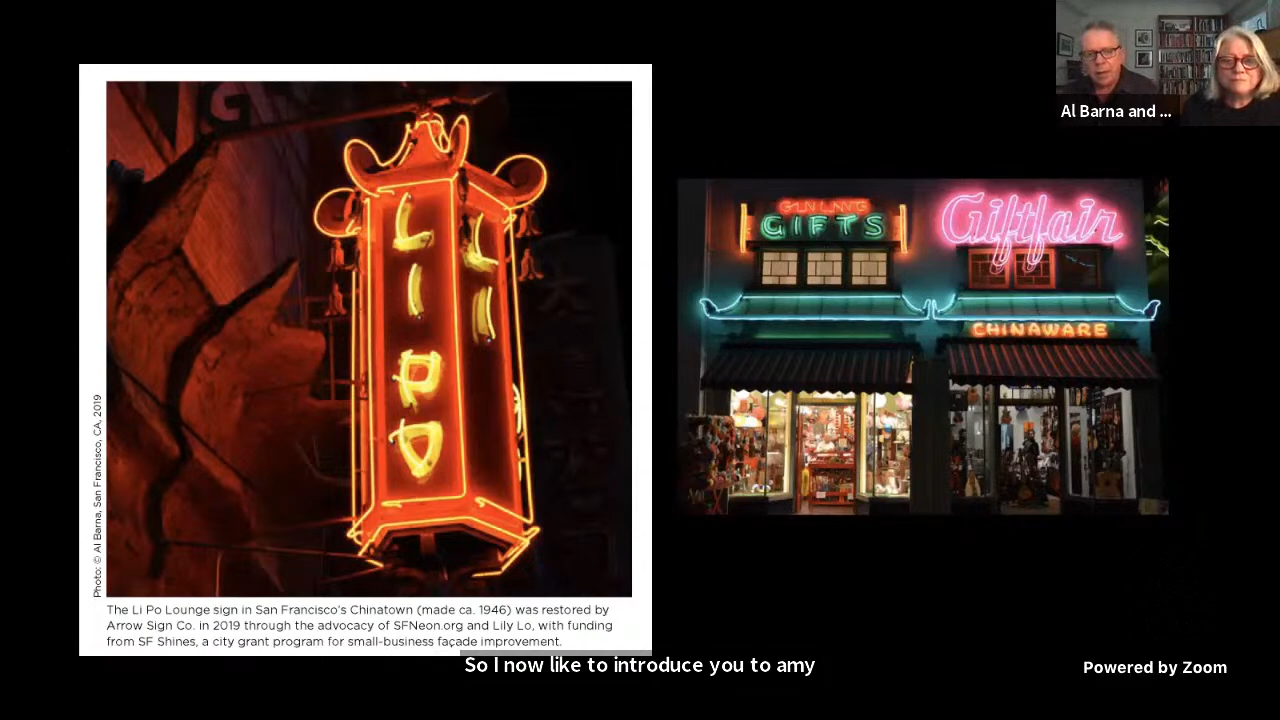 Al Barna and ...
LI PO
LI
GIFTS
Giftfair
CHINAWARE
Photo: © Al Barna, San Francisco, CA, 2019
The Li Po Lounge sign in San Francisco's Chinatown (made ca. 1946) was restored by
Arrow Sign Co. in 2019 through the advocacy of SFNeon.org and Lily Lo, with funding
from SF Shines, a city grant program for small-business façade improvement.
So I now like to introduce you to amy
Powered by Zoom